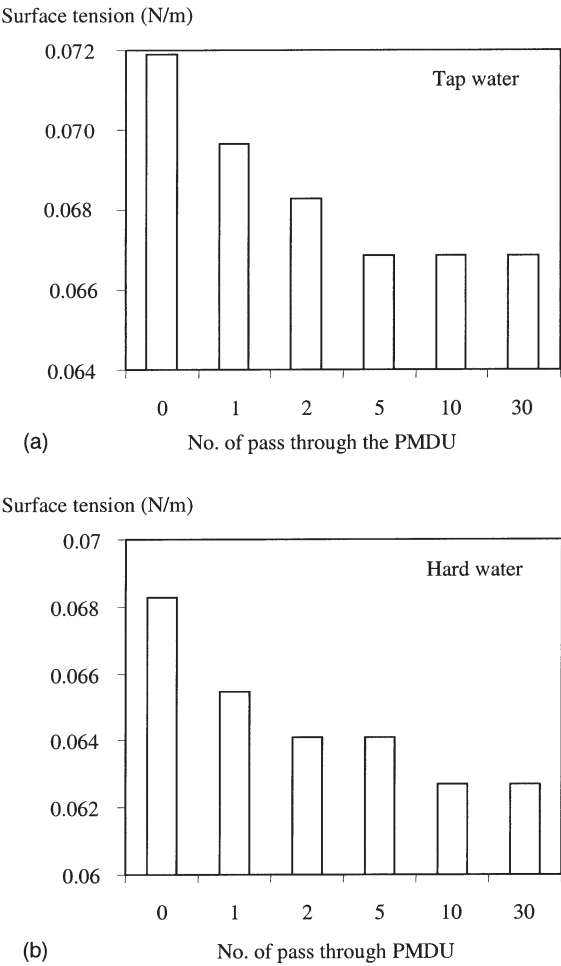 Surface tension (N/m)
0.072
Tap water
0.070
0.068
0.066
0.064
0 1 2 5 10 30
(a) No. of pass through the PMDU
Surface tension (N/m)
0.07
Hard water
0.068
0.066
0.064
0.062
0.06
0 1 2 5 10 30
(b) No. of pass through PMDU